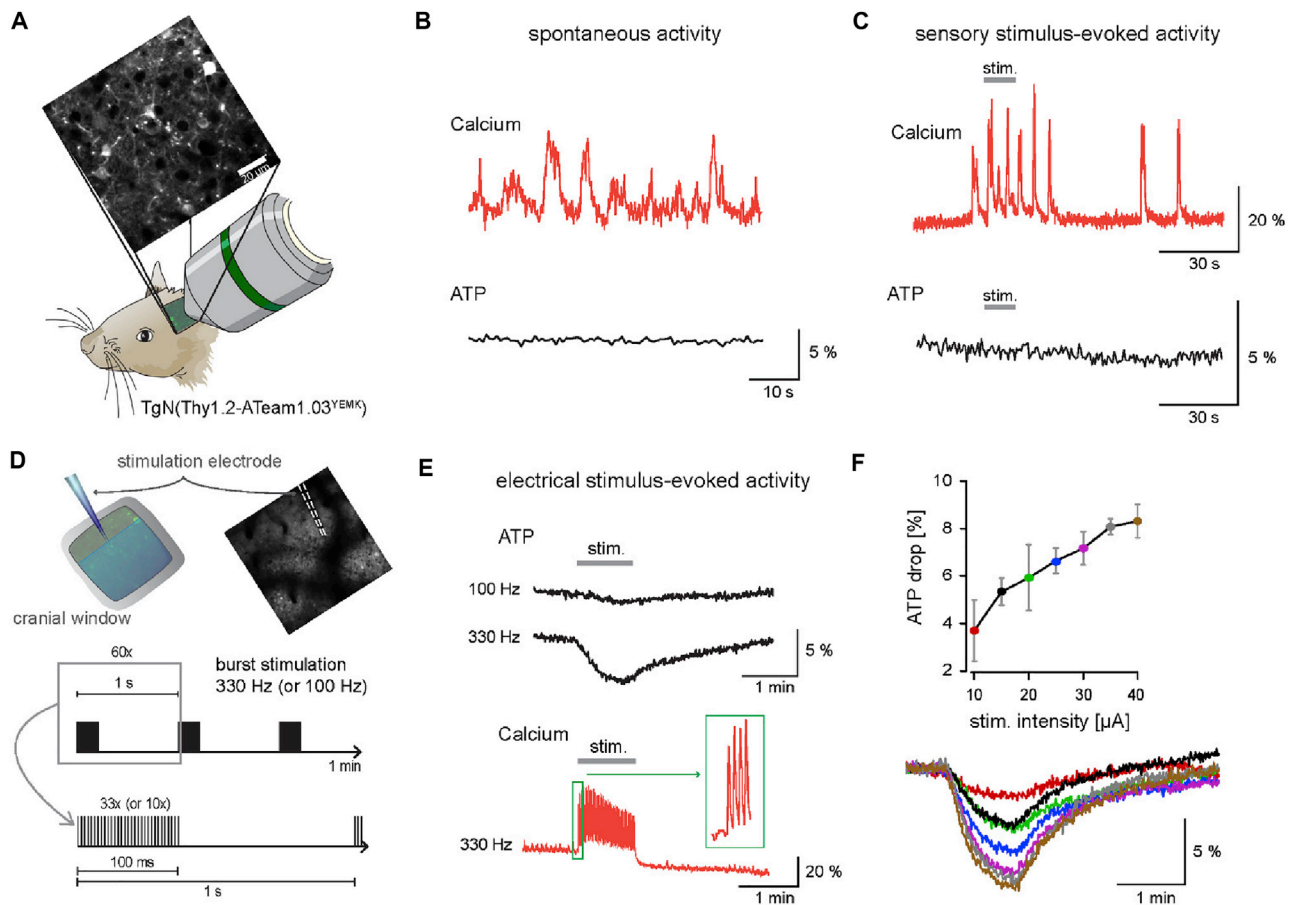 A
20 µm
TgN(Thy1.2-ATeam1.03YEMK)
B
spontaneous activity
Calcium
ATP
5 %
10 s
C
sensory stimulus-evoked activity
stim.
Calcium
20 %
30 s
ATP
stim.
5 %
30 s
D
stimulation electrode
cranial window
60x
1 s
burst stimulation
330 Hz (or 100 Hz)
1 min
33x (or 10x)
100 ms
1 s
E
electrical stimulus-evoked activity
ATP
stim.
100 Hz
330 Hz
5 %
1 min
Calcium
stim.
330 Hz
20 %
1 min
F
ATP drop [%]
10
8
6
4
2
10 20 30 40
stim. intensity [µA]
5 %
1 min